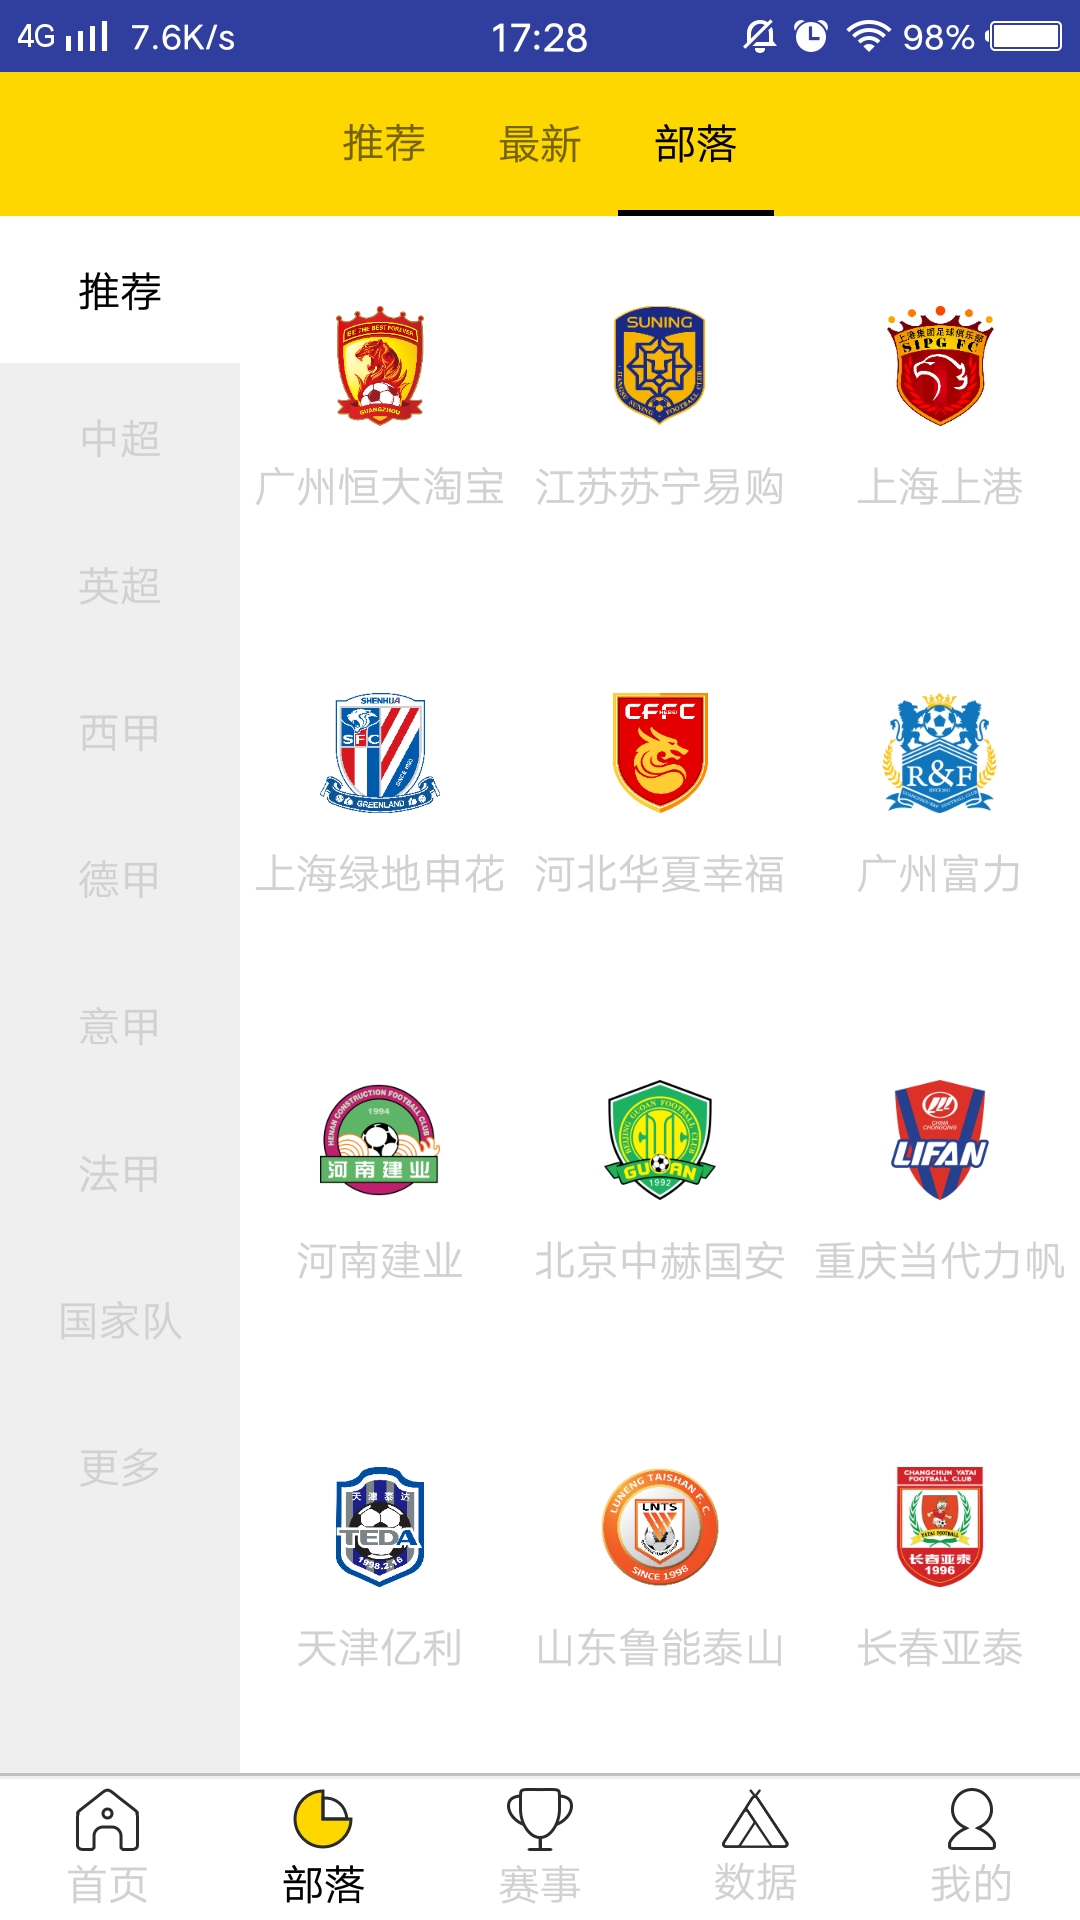 4G 7.6K/s 17:28 98%
推荐 最新 部落
推荐
中超
英超
西甲
德甲
意甲
法甲
国家队
更多
BE THE BEST FOREVER
GUANGZHOU
SUNING
JIANGSU SUNING · FOOTBALL CLUB
上港集团足球俱乐部
SIPG FC
广州恒大淘宝 江苏苏宁易购 上海上港
SHENHUA
SFC
GREENLAND
CFFC
R&F
上海绿地申花 河北华夏幸福 广州富力
HENAN CONSTRUCTION FOOTBALL CLUB
1994
河南建业
BEIJING GUOAN FOOTBALL CLUB
GUOAN
1992
CHINA
CHONGQING
LIFAN
河南建业 北京中赫国安 重庆当代力帆
天津泰达
TEDA
1998.2.16
LUNENG TAISHAN F.C.
LNTS
SINCE 1998
CHANGCHUN YATAI
FOOTBALL CLUB
YATAI FOOTBALL
长春亚泰
1996
天津亿利 山东鲁能泰山 长春亚泰
首页 部落 赛事 数据 我的